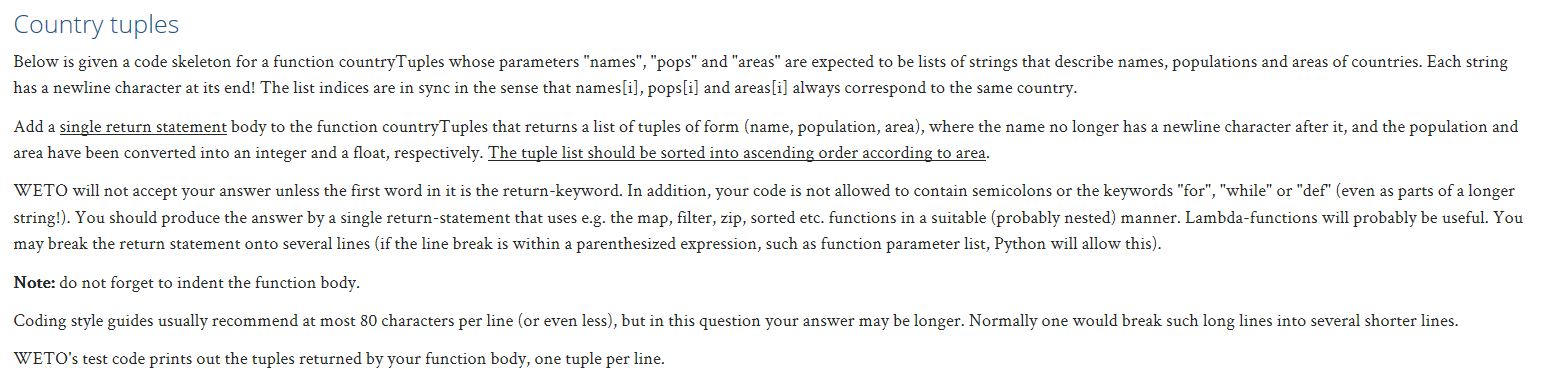 Country tuples
Below is given a code skeleton for a function countryTuples whose parameters "names", "pops" and "areas" are expected to be lists of strings that describe names, populations and areas of countries. Each string
has a newline character at its end! The list indices are in sync in the sense that names[i], pops[i] and areas[i] always correspond to the same country.
Add a single return statement body to the function countryTuples that returns a list of tuples of form (name, population, area), where the name no longer has a newline character after it, and the population and
area have been converted into an integer and a float, respectively. The tuple list should be sorted into ascending order according to area.
WETO will not accept your answer unless the first word in it is the return-keyword. In addition, your code is not allowed to contain semicolons or the keywords "for", "while" or "def" (even as parts of a longer
string!). You should produce the answer by a single return-statement that uses e.g. the map, filter, zip, sorted etc. functions in a suitable (probably nested) manner. Lambda-functions will probably be useful. You
may break the return statement onto several lines (if the line break is within a parenthesized expression, such as function parameter list, Python will allow this).
Note: do not forget to indent the function body.
Coding style guides usually recommend at most 80 characters per line (or even less), but in this question your answer may be longer. Normally one would break such long lines into several shorter lines.
WETO's test code prints out the tuples returned by your function body, one tuple per line.